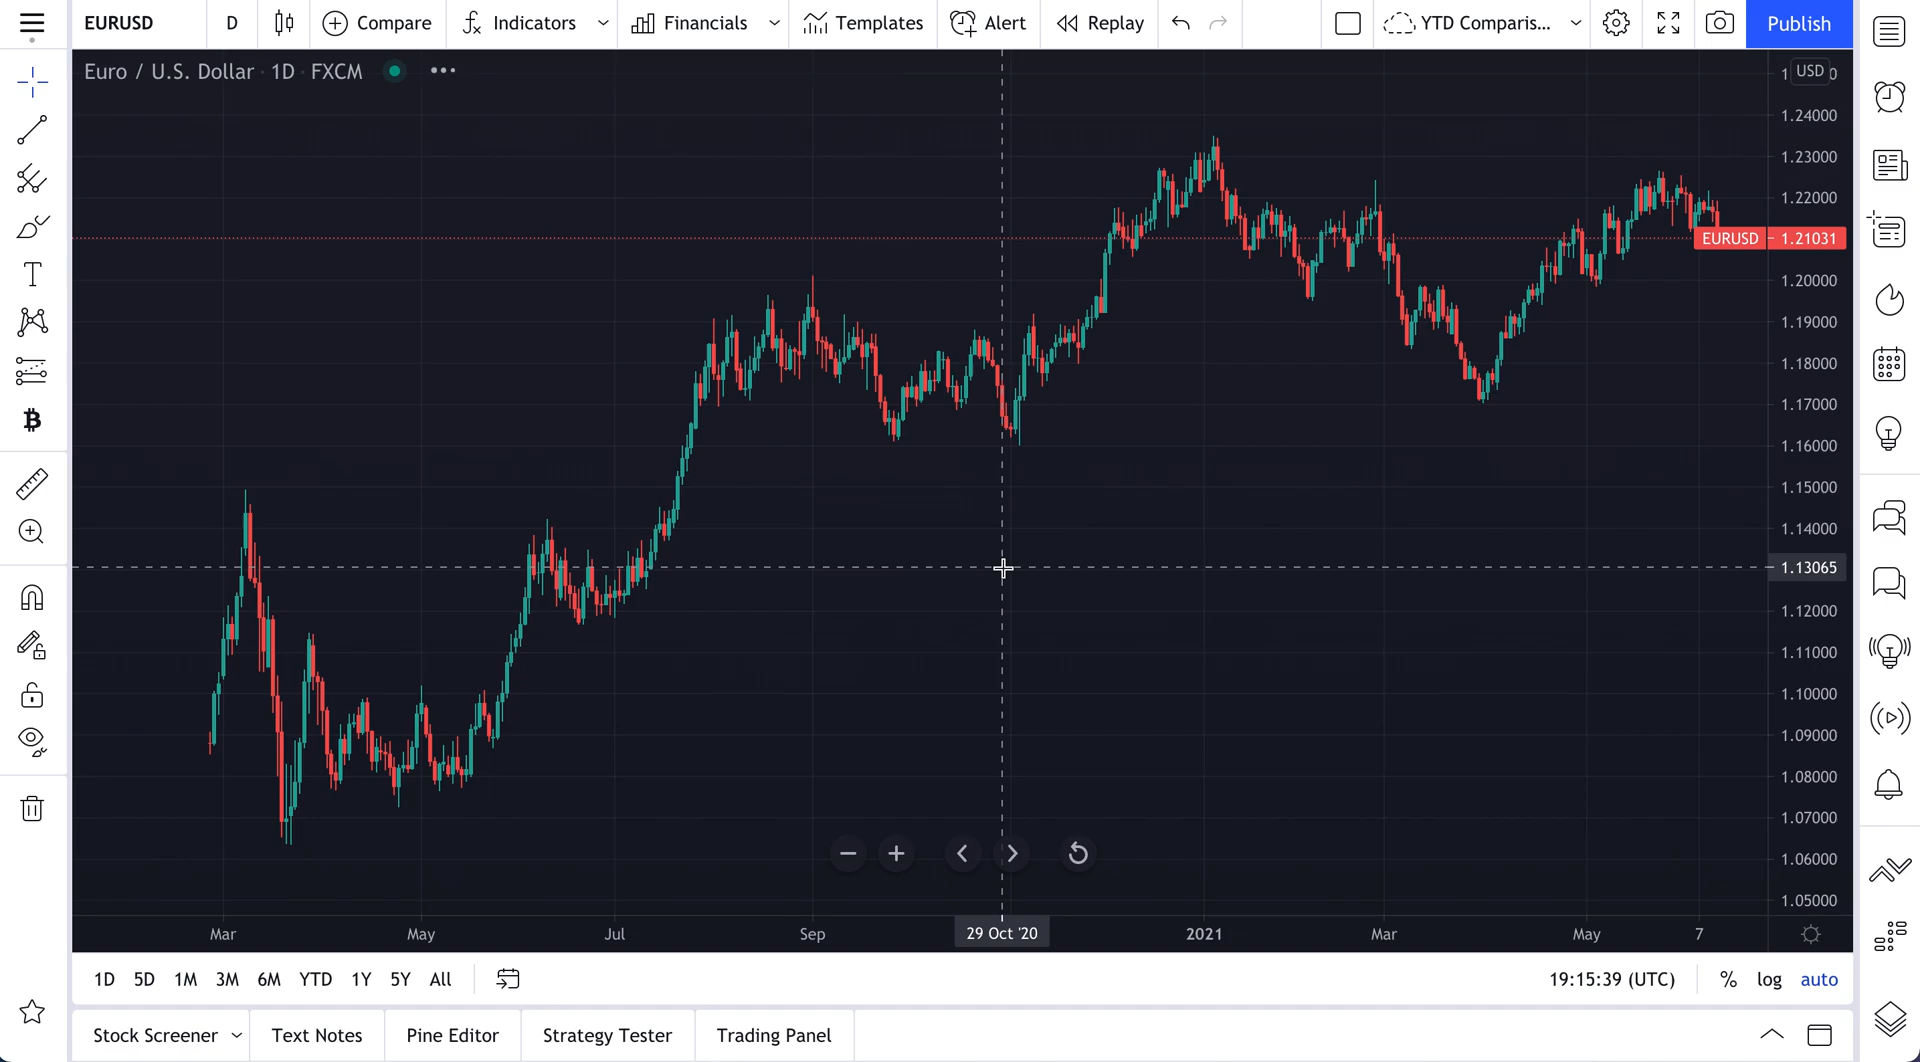 EURUSD D Compare Indicators Financials Templates Alert Replay YTD Comparis... Publish
Euro / U.S. Dollar · 1D · FXCM
USD
1.24000
1.23000
1.22000
EURUSD 1.21031
1.20000
1.19000
1.18000
1.17000
1.16000
1.15000
1.14000
1.13065
1.12000
1.11000
1.10000
1.09000
1.08000
1.07000
1.06000
1.05000
Mar May Jul Sep 29 Oct '20 2021 Mar May 7
1D 5D 1M 3M 6M YTD 1Y 5Y All 19:15:39 (UTC) % log auto
Stock Screener Text Notes Pine Editor Strategy Tester Trading Panel